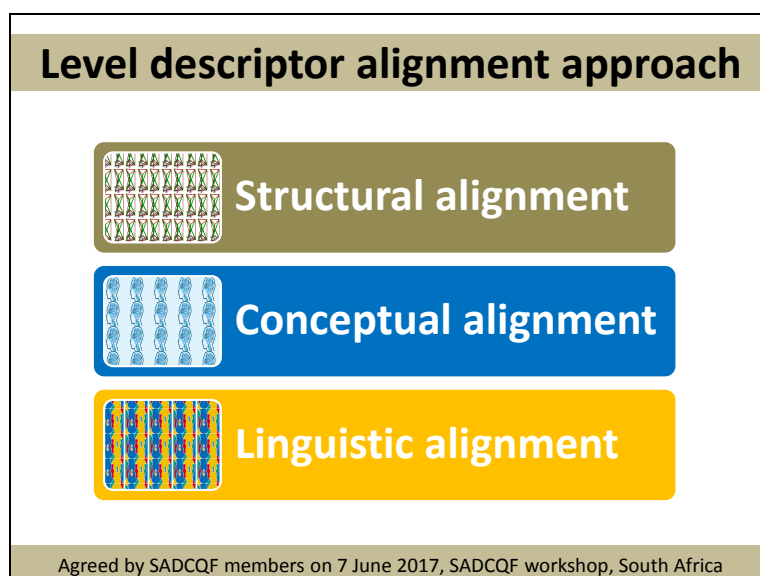 Level descriptor alignment approach
Structural alignment
Conceptual alignment
Linguistic alignment
Agreed by SADCQF members on 7 June 2017, SADCQF workshop, South Africa